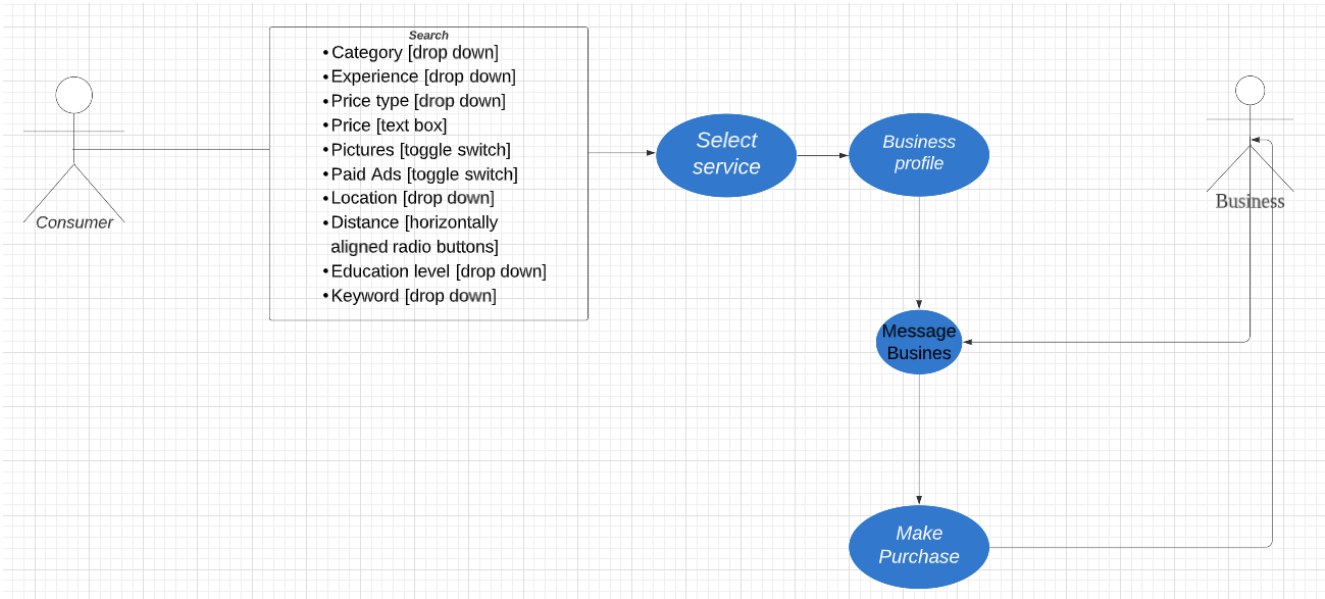 Search
• Category [drop down]
• Experience [drop down]
• Price type [drop down]
• Price [text box]
• Pictures [toggle switch]
• Paid Ads [toggle switch]
• Location [drop down]
• Distance [horizontally
aligned radio buttons]
• Education level [drop down]
• Keyword [drop down]
Consumer
Select
service
Business
profile
Business
Message
Busines
Make
Purchase